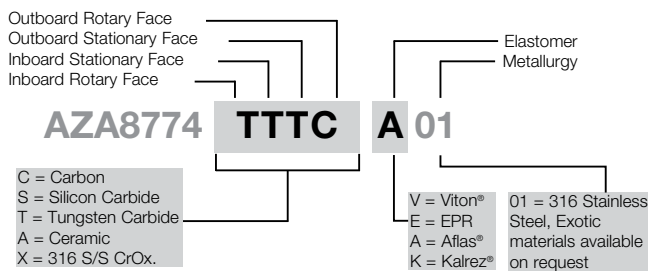 Outboard Rotary Face
Outboard Stationary Face
Inboard Stationary Face
Inboard Rotary Face
Elastomer
Metallurgy
AZA8774 TTTC A 01
C = Carbon
S = Silicon Carbide
T = Tungsten Carbide
A = Ceramic
X = 316 S/S CrOx.
V = Viton®
E = EPR
A = Aflas®
K = Kalrez®
01 = 316 Stainless
Steel, Exotic
materials available
on request